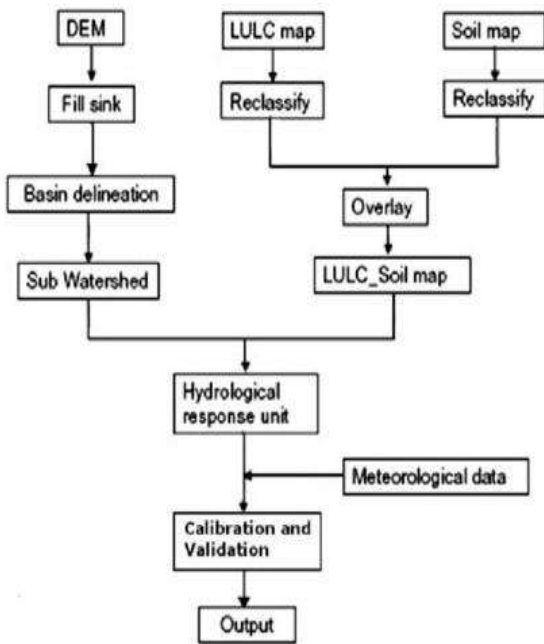 DEM
LULC map
Soil map
Fill sink
Reclassify
Reclassify
Basin delineation
Overlay
Sub Watershed
LULC_Soil map
Hydrological
response unit
Meteorological data
Calibration and
Validation
Output